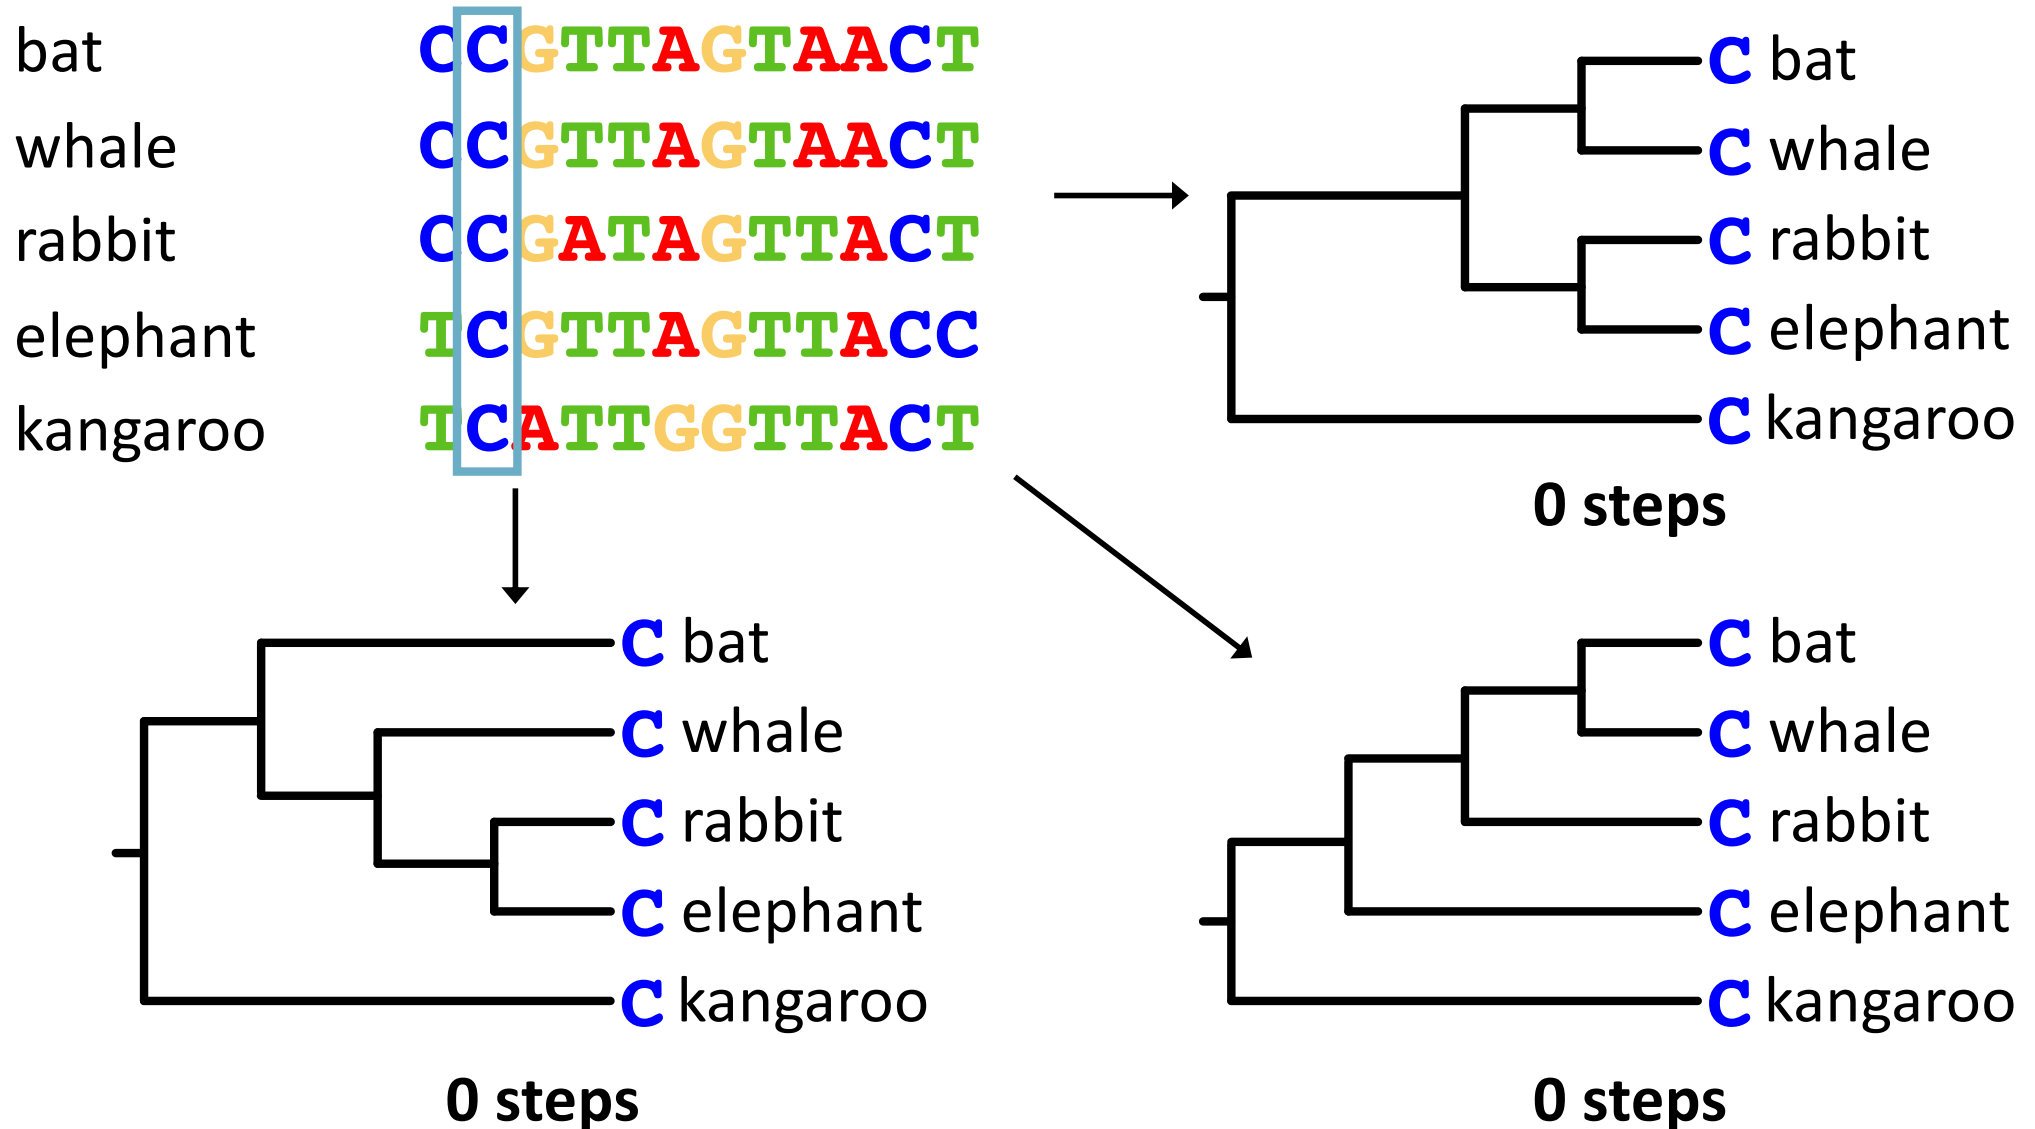 bat CCGTTAGTAACT
whale CCGTTAGTAACT
rabbit CCGATAGTTACT
elephant TCGTTAGTTACC
kangaroo TCATTGGTTACT
C bat
C whale
C rabbit
C elephant
C kangaroo
0 steps
C bat
C whale
C rabbit
C elephant
C kangaroo
0 steps
C bat
C whale
C rabbit
C elephant
C kangaroo
0 steps